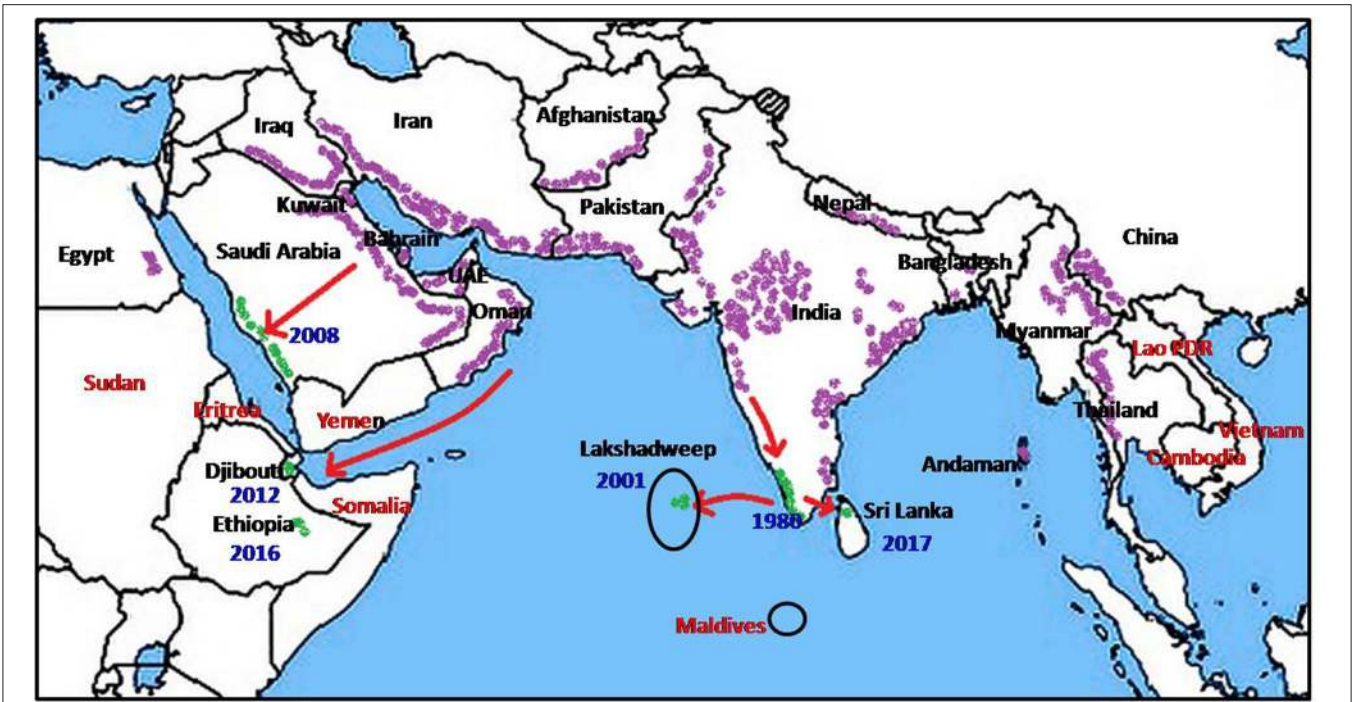 Iraq
Iran
Afghanistan
Kuwait
Pakistan
Nepal
Egypt
Saudi Arabia
Bahrain
UAE
Bangladesh
China
Oman
India
2008
Myanmar
Lao PDR
Sudan
Eritrea
Yemen
Thailand
Vietnam
Djibouti
2012
Lakshadweep
2001
Andaman
Cambodia
Somalia
Ethiopia
2016
1980
Sri Lanka
2017
Maldives